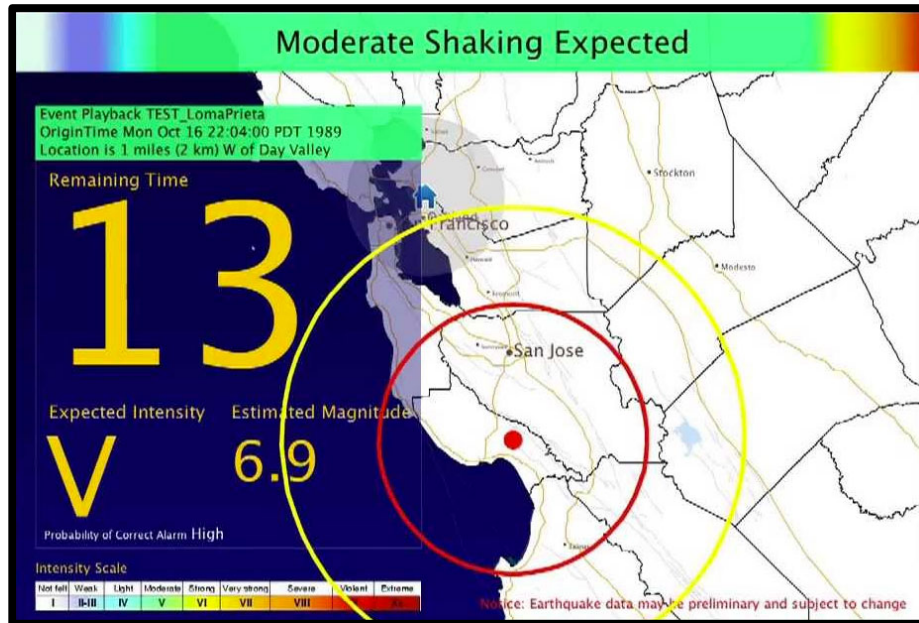 Moderate Shaking Expected
Event Playback TEST_LomaPrieta
OriginTime Mon Oct 16 22:04:00 PDT 1989
Location is 1 miles (2 km) W of Day Valley
Remaining Time
13
Expected Intensity
Estimated Magnitude
V
6.9
Probability of Correct Alarm High
Stockton
Francisco
Modesto
San Jose
Intensity Scale
Not felt Weak Light Moderate Strong Very strong Severe Violent Extreme
I II-III IV V VI VII VIII
Notice: Earthquake data may be preliminary and subject to change